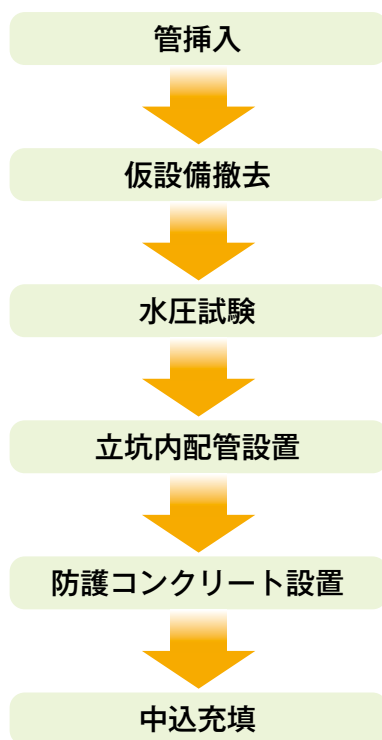 管挿入
仮設備撤去
水圧試験
立坑内配管設置
防護コンクリート設置
中込充填